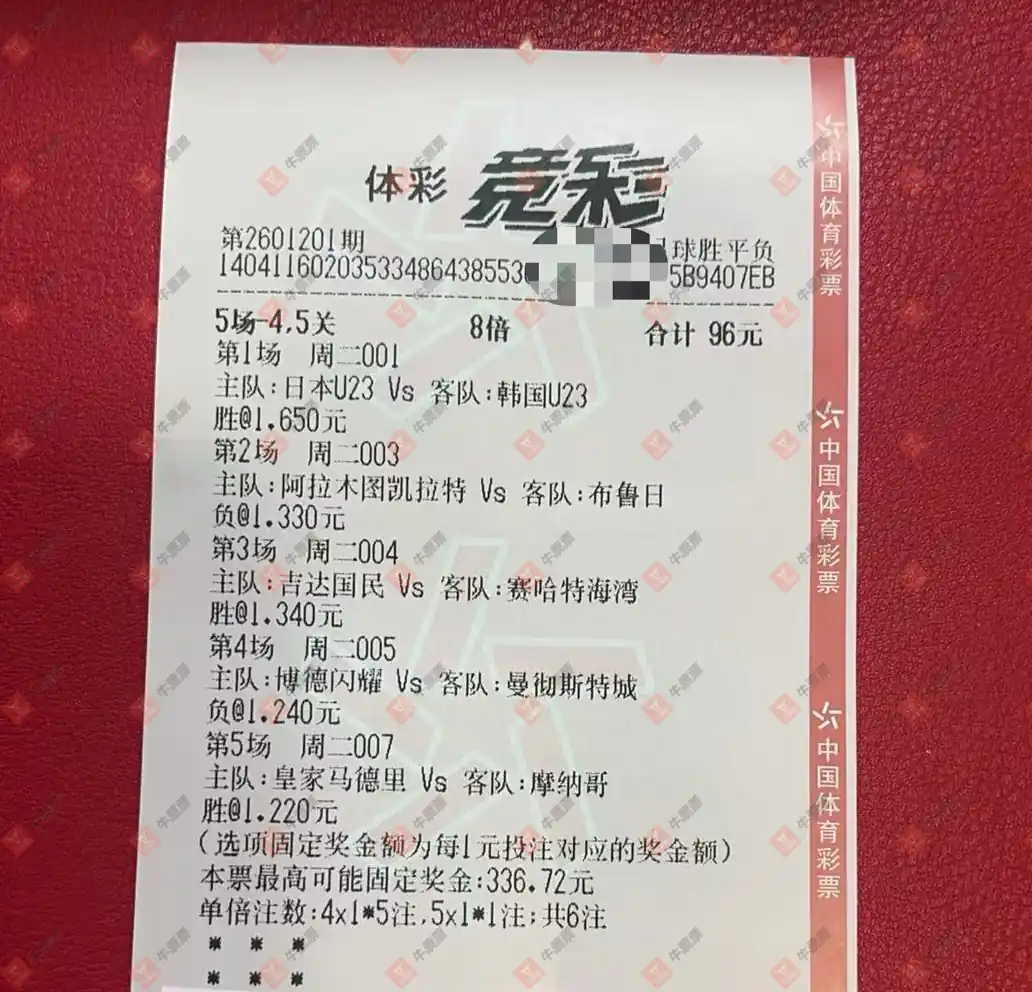 体彩 竞彩
第2601201期 球胜平负
14041160203533486438553 5B9407EB
5场-4,5关 8倍 合计 96元
第1场 周二001
主队:日本U23 Vs 客队:韩国U23
胜@1.650元
第2场 周二003
主队:阿拉木图凯拉特 Vs 客队:布鲁日
负@1.330元
第3场 周二004
主队:吉达国民 Vs 客队:赛哈特海湾
胜@1.340元
第4场 周二005
主队:博德闪耀 Vs 客队:曼彻斯特城
负@1.240元
第5场 周二007
主队:皇家马德里 Vs 客队:摩纳哥
胜@1.220元
(选项固定奖金额为每1元投注对应的奖金额)
本票最高可能固定奖金:336.72元
单倍注数:4x1*5注,5x1*1注;共6注
* * *
* * *
中国体育彩票
中国体育彩票
中国体育彩票